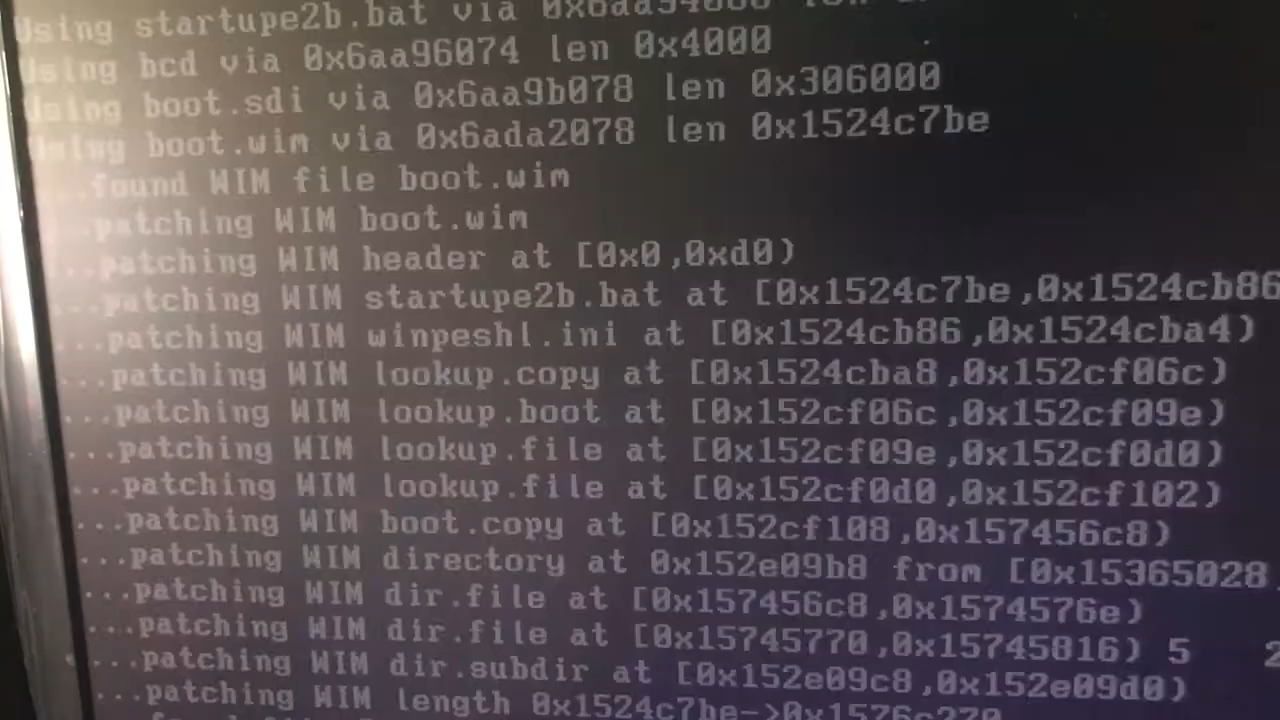 Using startupe2b.bat via
Using bcd via 0x6aa96074 len 0x4000
Using boot.sdi via 0x6aa9b078 len 0x306000
Using boot.wim via 0x6ada2078 len 0x1524c7be
...found WIM file boot.wim
...patching WIM boot.wim
...patching WIM header at [0x0,0xd0)
...patching WIM startupe2b.bat at [0x1524c7be,0x1524cb86
...patching WIM winpeshl.ini at [0x1524cb86,0x1524cba4)
...patching WIM lookup.copy at [0x1524cba8,0x152cf06c)
...patching WIM lookup.boot at [0x152cf06c,0x152cf09e)
...patching WIM lookup.file at [0x152cf09e,0x152cf0d0)
...patching WIM lookup.file at [0x152cf0d0,0x152cf102)
...patching WIM boot.copy at [0x152cf108,0x157456c8)
...patching WIM directory at 0x152e09b8 from [0x15365028
...patching WIM dir.file at [0x157456c8,0x1574576e)
...patching WIM dir.file at [0x15745770,0x15745816) 5 2
...patching WIM dir.subdir at [0x152e09c8,0x152e09d0)
...patching WIM length 0x1524c7be->0x1576c270